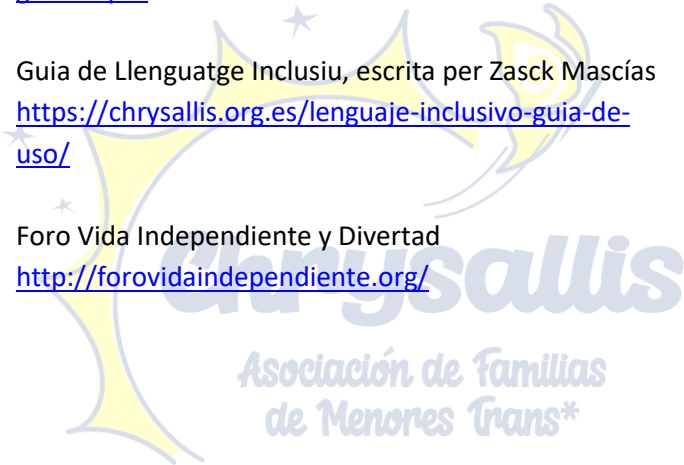 Guia de Llenguatge Inclusiu, escrita per Zasck Mascías
https://chrysallis.org.es/lenguaje-inclusivo-guia-de-
uso/
Foro Vida Independiente y Divertad
http://forovidaindependiente.org/
Chrysallis
Asociación de Familias
de Menores Trans*